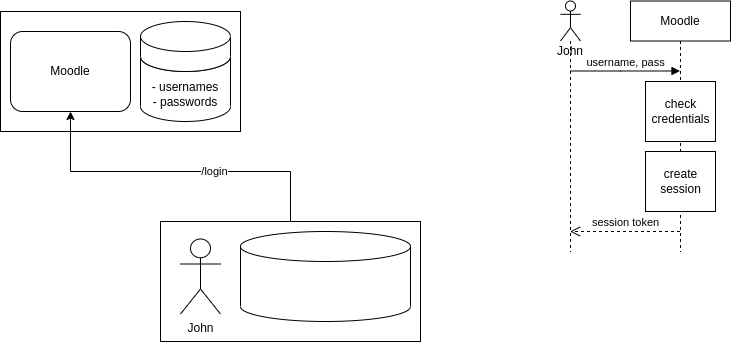 Moodle
- usernames
- passwords
/login
John
John
Moodle
username, pass
check
credentials
create
session
session token